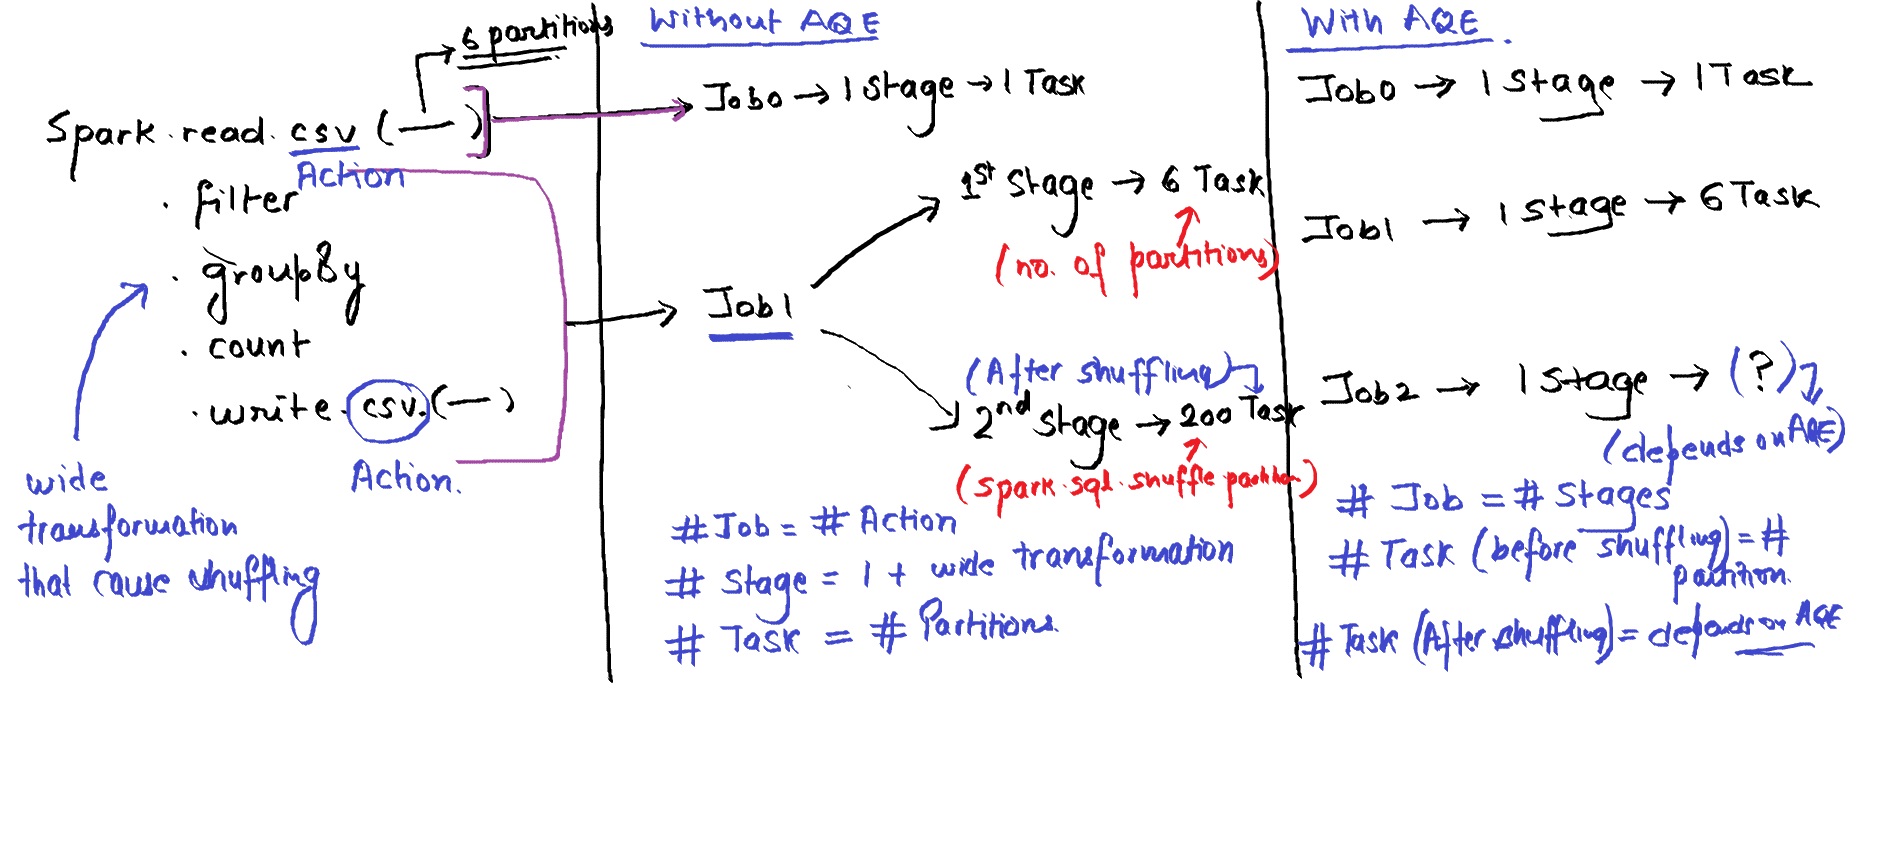 6 partitions
Spark.read.csv (—)
Action
.filter
.groupBy
.count
.write.csv.(—)
Action.
wide
transformation
that cause shuffling
Without AQE
Job0 → 1 Stage → 1 Task
1st Stage → 6 Task
(no. of partitions)
Job1
(After shuffling)
2nd Stage → 200 Task
(spark.sql.shuffle.partition)
# Job = # Action
# Stage = 1 + wide transformation
# Task = # Partitions.
With AQE.
Job0 → 1 Stage → 1 Task
Job1 → 1 Stage → 6 Task
Job2 → 1 Stage → (?)
(depends on AQE)
# Job = # Stages
# Task (before shuffling) = #
partition.
# Task (After shuffling) = depends on AQE